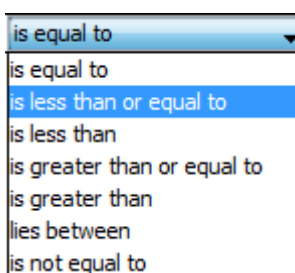 is equal to
is equal to
is less than or equal to
is less than
is greater than or equal to
is greater than
lies between
is not equal to